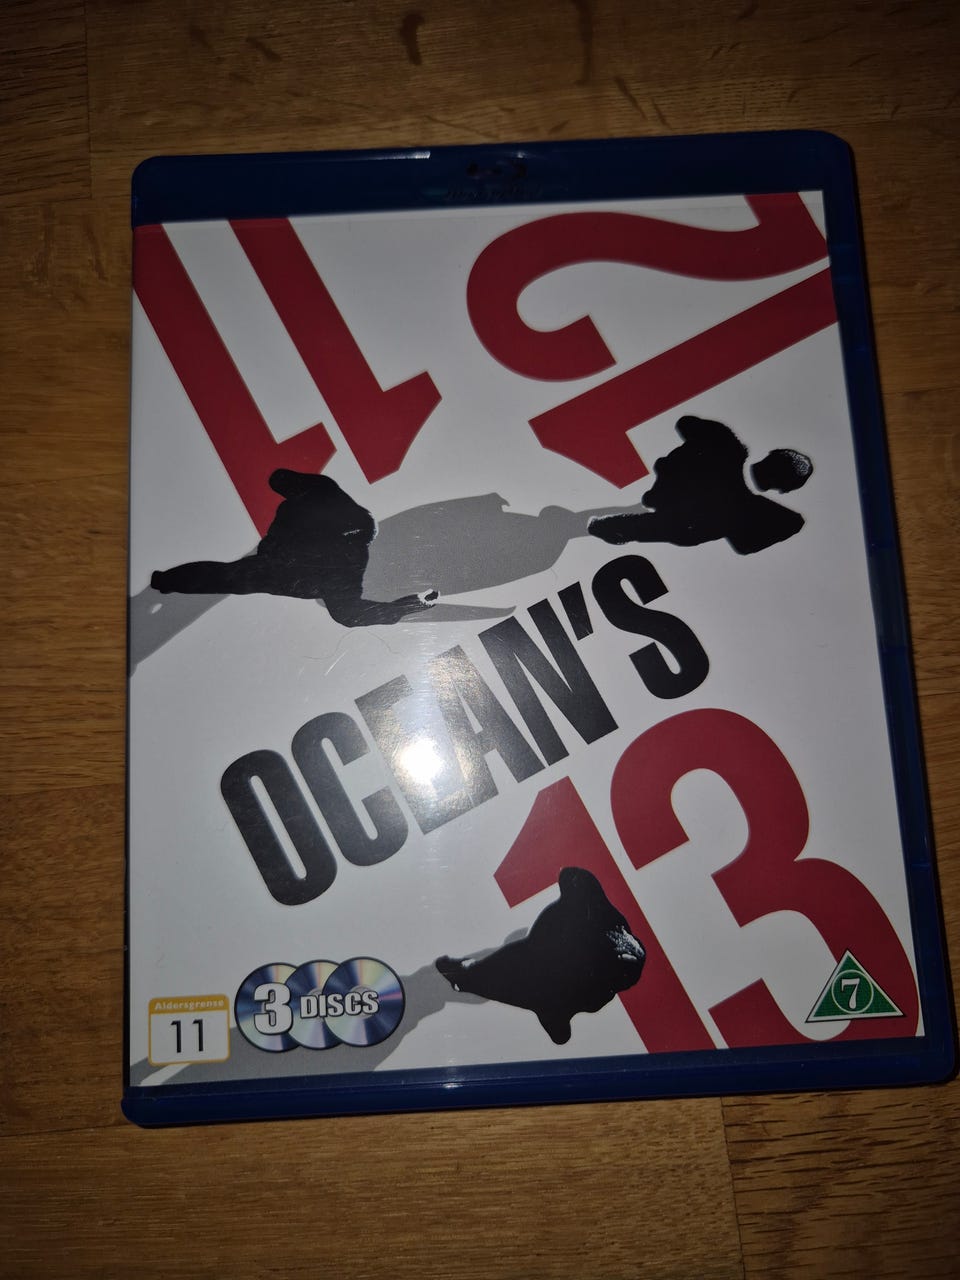 11
12
OCEAN'S
13
Aldersgrense
11
3 DISCS
7